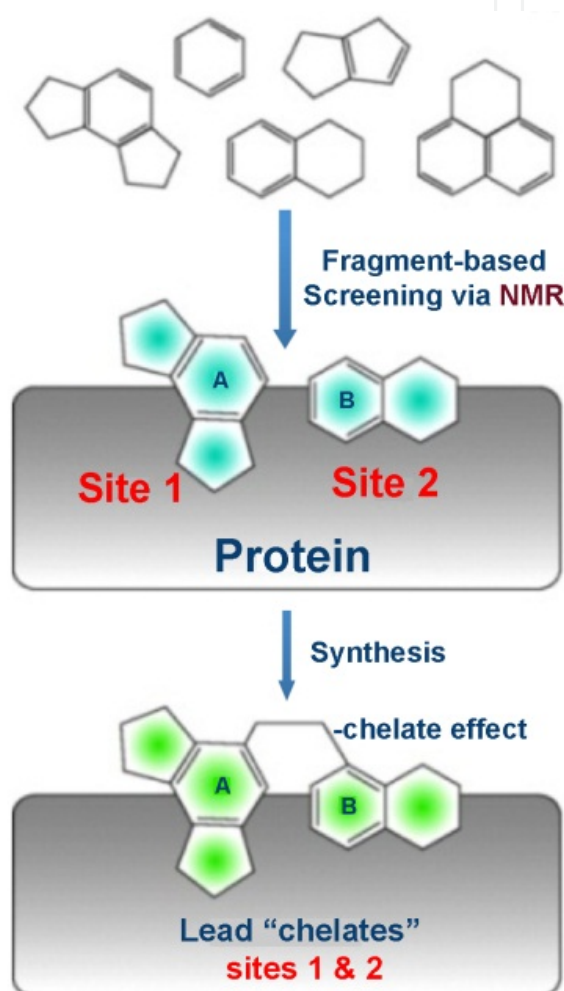 Fragment-based
Screening via NMR
A
B
Site 1
Site 2
Protein
Synthesis
-chelate effect
A
B
Lead “chelates”
sites 1 & 2